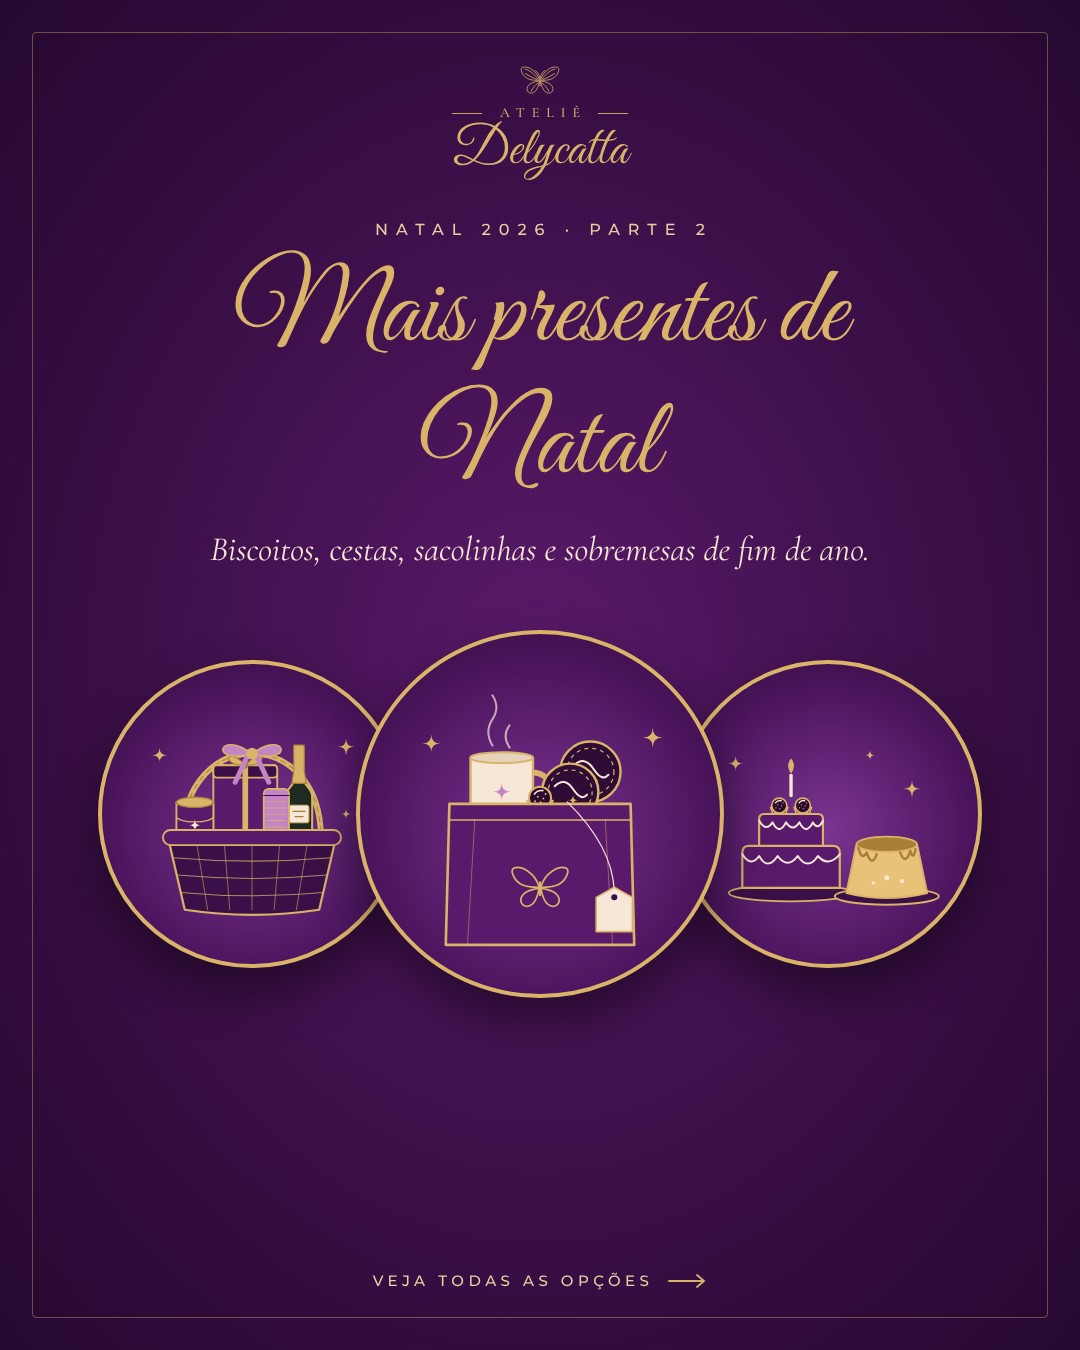 ATELIÊ
Delycatta
NATAL 2026 · PARTE 2
Mais presentes de
Natal
Biscoitos, cestas, sacolinhas e sobremesas de fim de ano.
VEJA TODAS AS OPÇÕES →